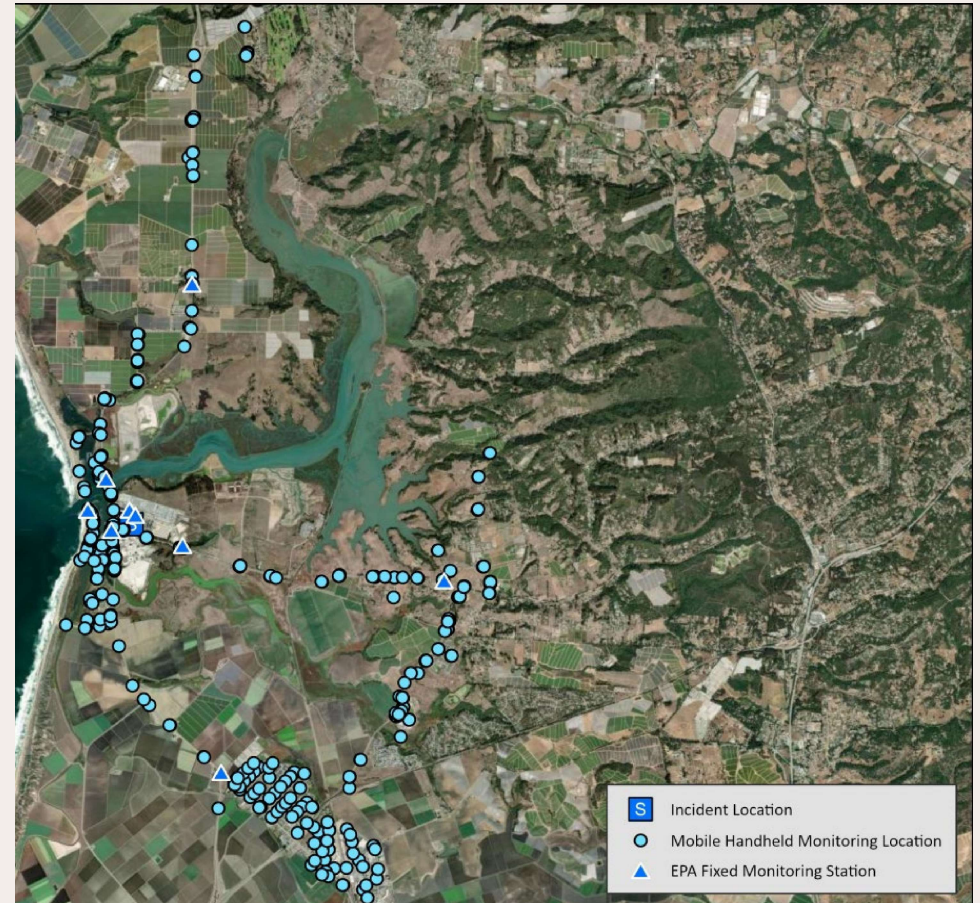 S
S Incident Location
Mobile Handheld Monitoring Location
EPA Fixed Monitoring Station